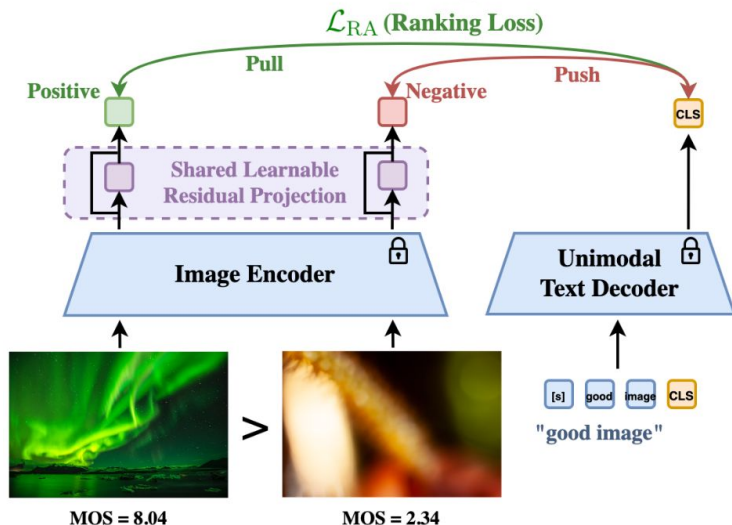 ℒRA (Ranking Loss)
Pull
Push
Positive
Negative
CLS
Shared Learnable
Residual Projection
Image Encoder
Unimodal
Text Decoder
>
[s] good image CLS
"good image"
MOS = 8.04
MOS = 2.34